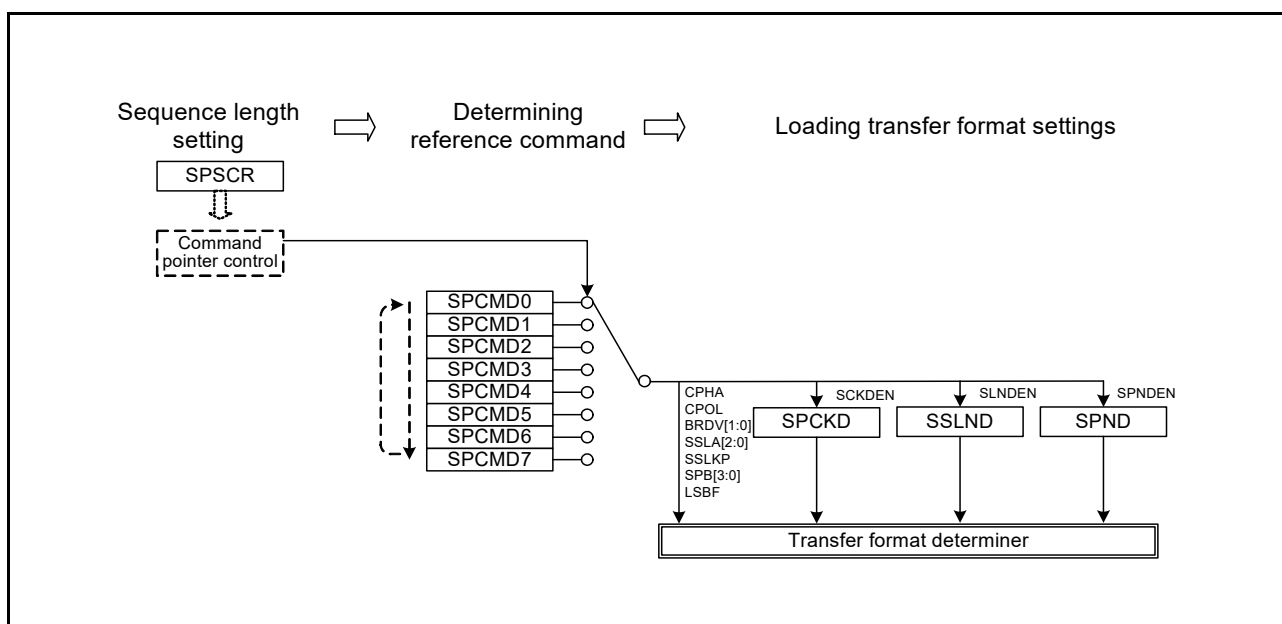 Sequence length
setting
Determining
reference command
Loading transfer format settings
SPSCR
Command
pointer control
SPCMD0
SPCMD1
SPCMD2
SPCMD3
SPCMD4
SPCMD5
SPCMD6
SPCMD7
CPHA
CPOL
BRDV[1:0]
SSLA[2:0]
SSLKP
SPB[3:0]
LSBF
SCKDEN
SPCKD
SLNDEN
SSLND
SPNDEN
SPND
Transfer format determiner